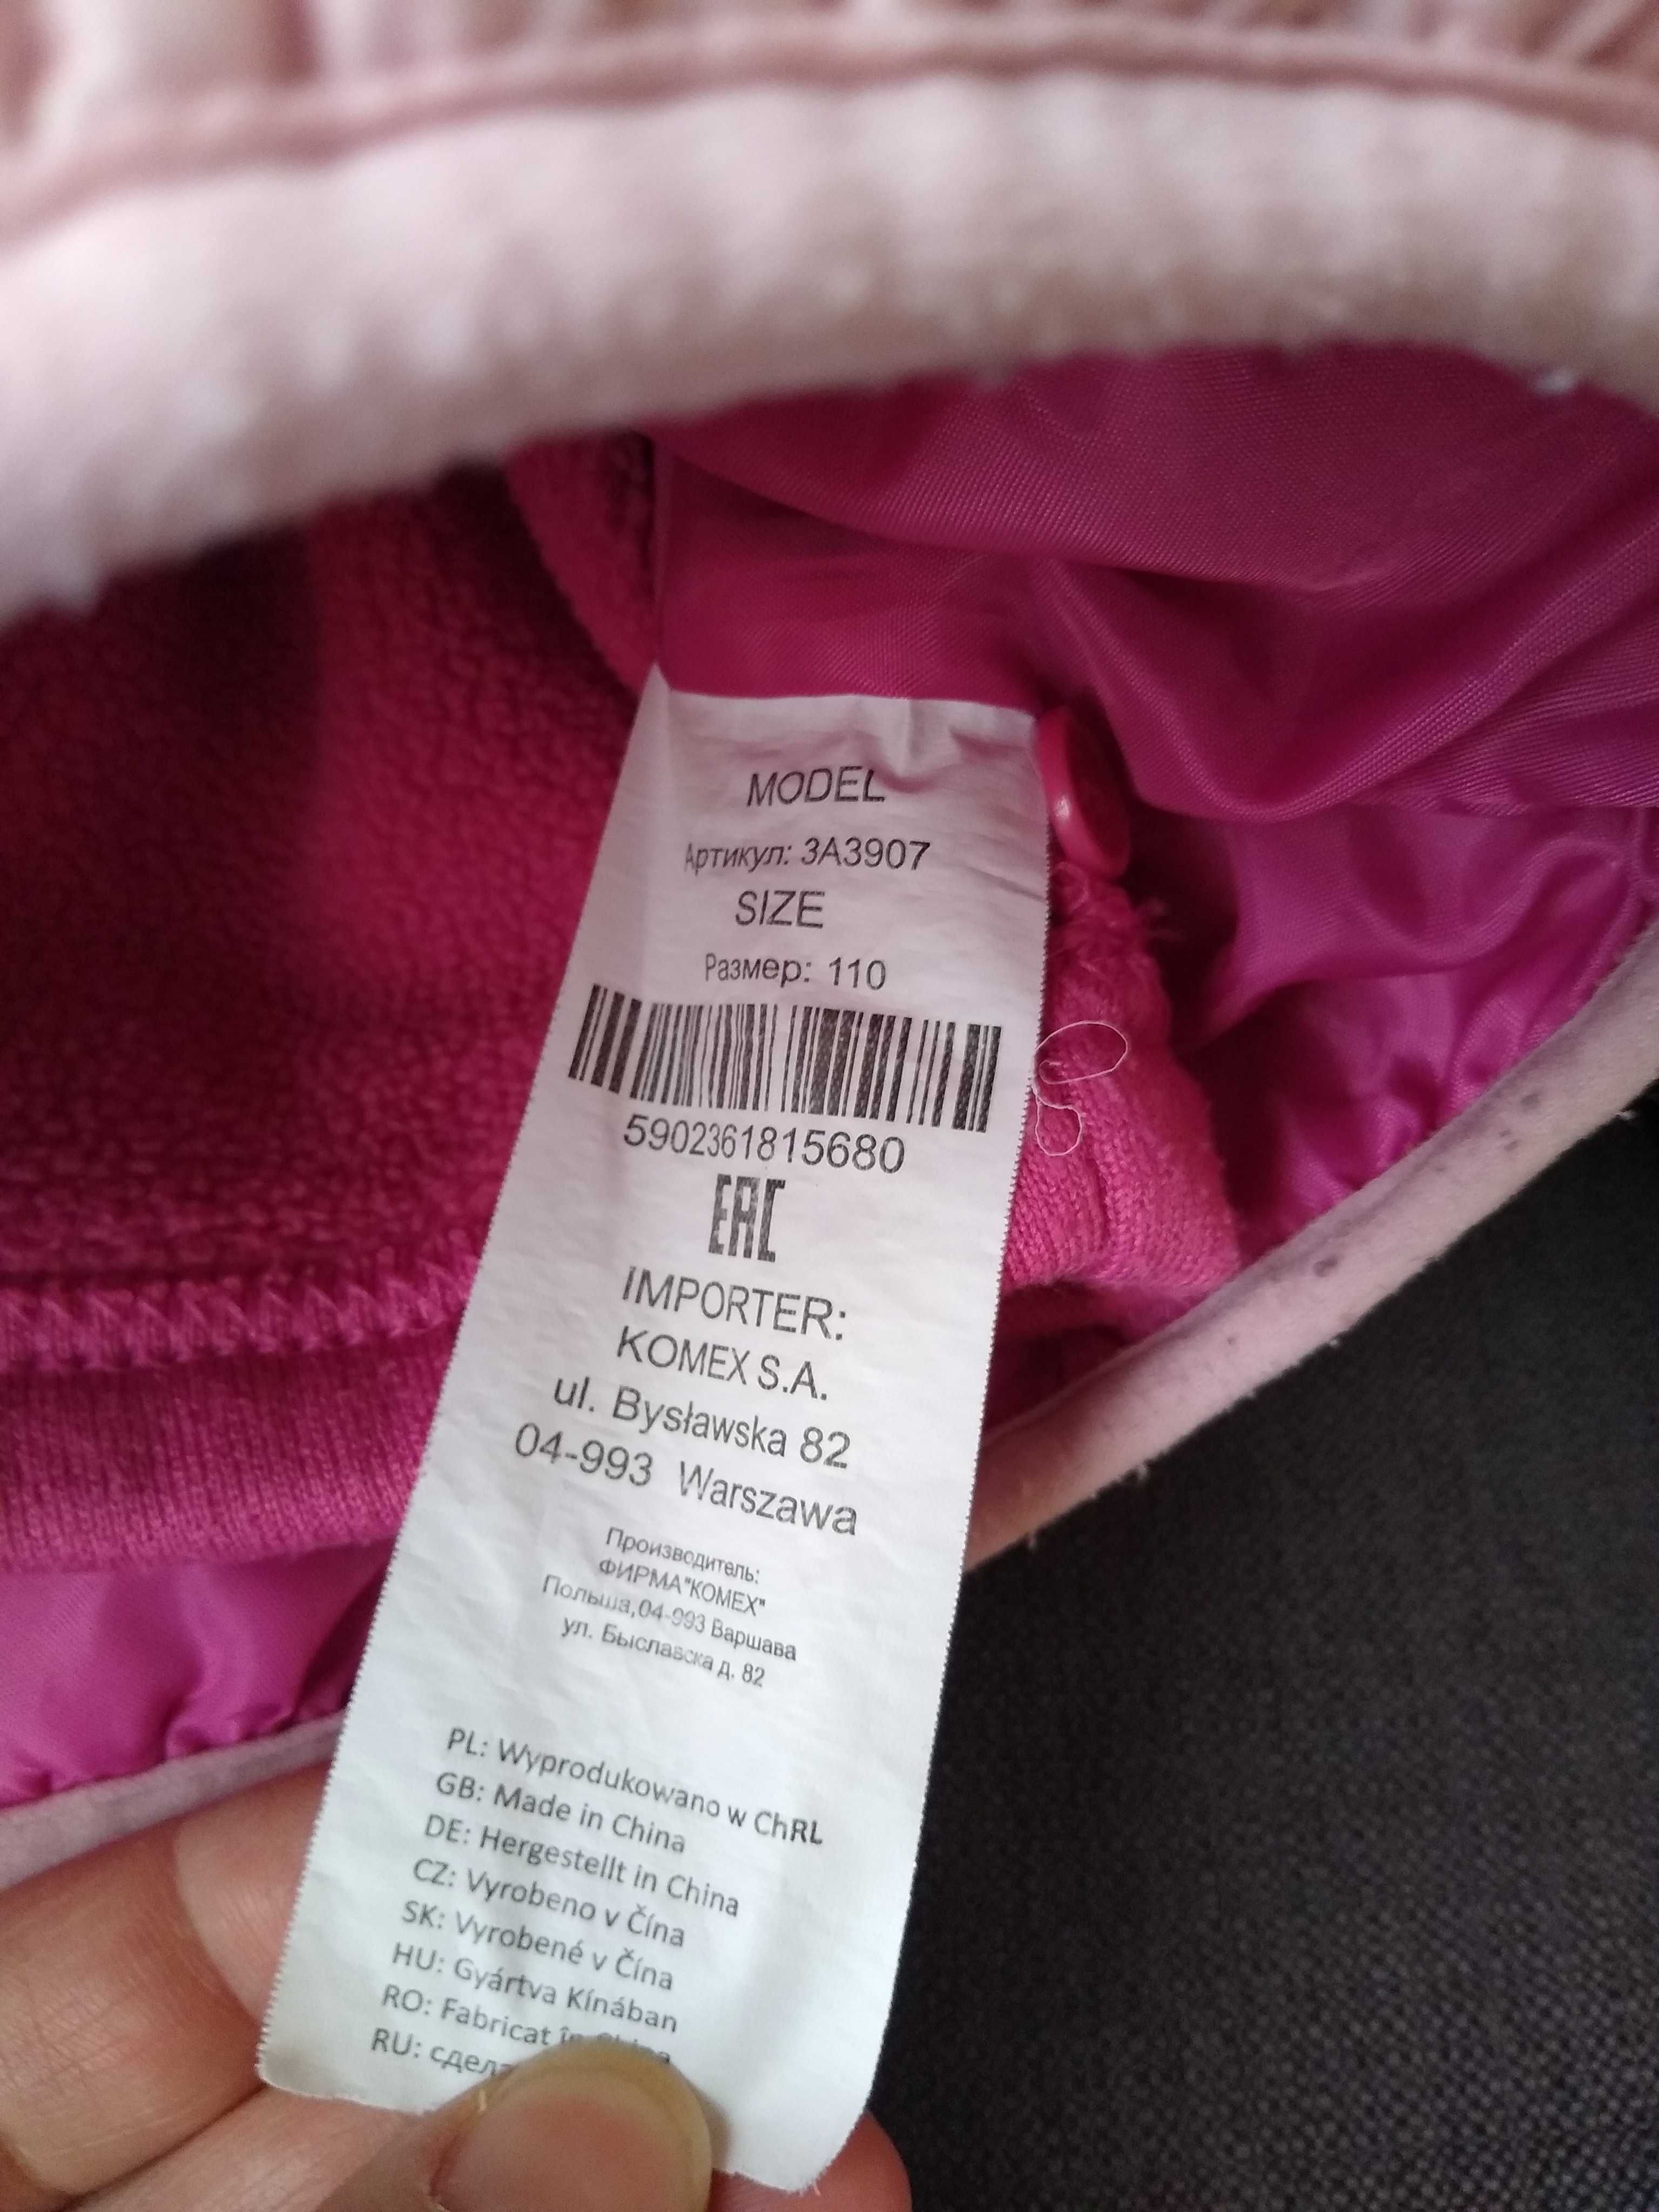 MODEL
Артикул: 3A3907
SIZE
Размер: 110
5902361815680
EAC
IMPORTER:
KOMEX S.A.
ul. Bysławska 82
04-993 Warszawa
Производитель:
ФИРМА"КОМЕХ"
Польша,04-993 Варшава
ул. Быславска д. 82
PL: Wyprodukowano w ChRL
GB: Made in China
DE: Hergestellt in China
CZ: Vyrobeno v Čína
SK: Vyrobené v Čína
HU: Gyártva Kínában
RO: Fabricat în
RU: